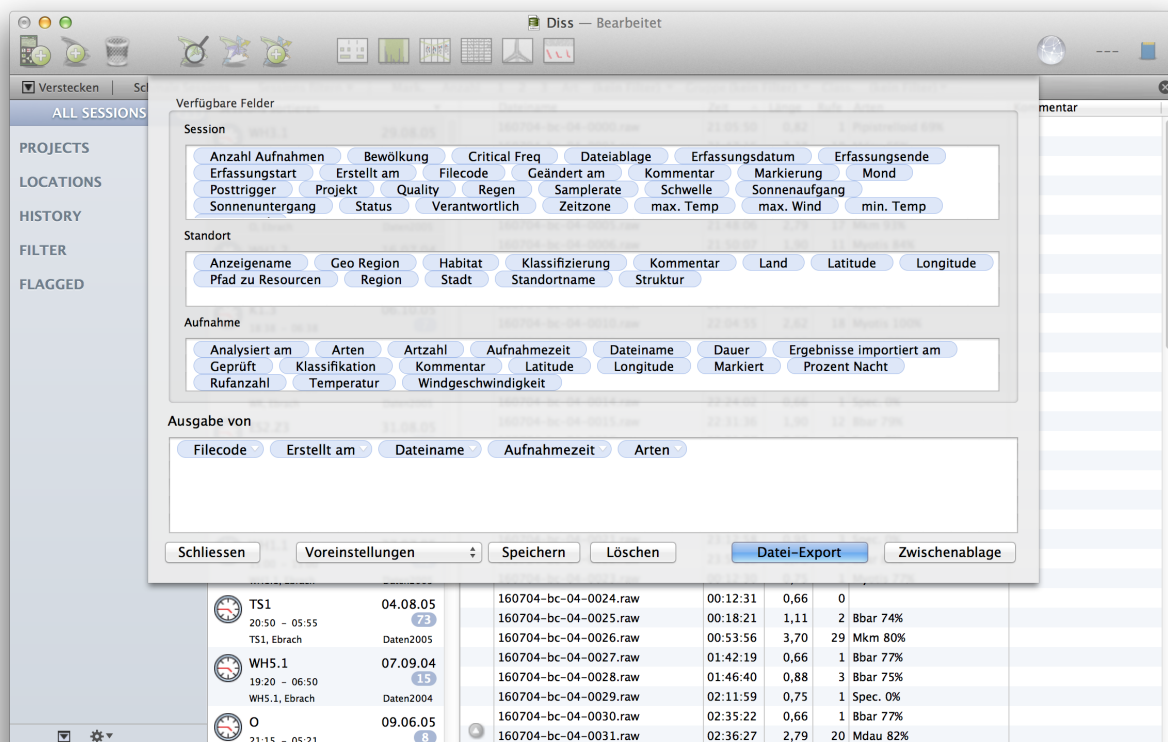 Diss — Bearbeitet
---
Verstecken
ALL SESSIONS
mentar
PROJECTS
LOCATIONS
HISTORY
FILTER
FLAGGED
Verfügbare Felder
Session
Anzahl Aufnahmen Bewölkung Critical Freq Dateiablage Erfassungsdatum Erfassungsende
Erfassungstart Erstellt am Filecode Geändert am Kommentar Markierung Mond
Posttrigger Projekt Quality Regen Samplerate Schwelle Sonnenaufgang
Sonnenuntergang Status Verantwortlich Zeitzone max. Temp max. Wind min. Temp
Standort
Anzeigename Geo Region Habitat Klassifizierung Kommentar Land Latitude Longitude
Pfad zu Resourcen Region Stadt Standortname Struktur
Aufnahme
Analysiert am Arten Artzahl Aufnahmezeit Dateiname Dauer Ergebnisse importiert am
Geprüft Klassifikation Kommentar Latitude Longitude Markiert Prozent Nacht
Rufanzahl Temperatur Windgeschwindigkeit
Ausgabe von
Filecode Erstellt am Dateiname Aufnahmezeit Arten
Schliessen Voreinstellungen Speichern Löschen Datei-Export Zwischenablage
TS1 04.08.05
20:50 - 05:55 73
TS1, Ebrach Daten2005
WH5.1 07.09.04
19:20 - 06:50 15
WH5.1, Ebrach Daten2004
O 09.06.05
21:15 - 05:21 8
160704-bc-04-0024.raw 00:12:31 0,66 0
160704-bc-04-0025.raw 00:18:21 1,11 2 Bbar 74%
160704-bc-04-0026.raw 00:53:56 3,70 29 Mkm 80%
160704-bc-04-0027.raw 01:42:19 0,66 1 Bbar 77%
160704-bc-04-0028.raw 01:46:40 0,88 3 Bbar 75%
160704-bc-04-0029.raw 02:11:59 0,75 1 Spec. 0%
160704-bc-04-0030.raw 02:35:22 0,66 1 Bbar 77%
160704-bc-04-0031.raw 02:36:27 2,79 20 Mdau 82%